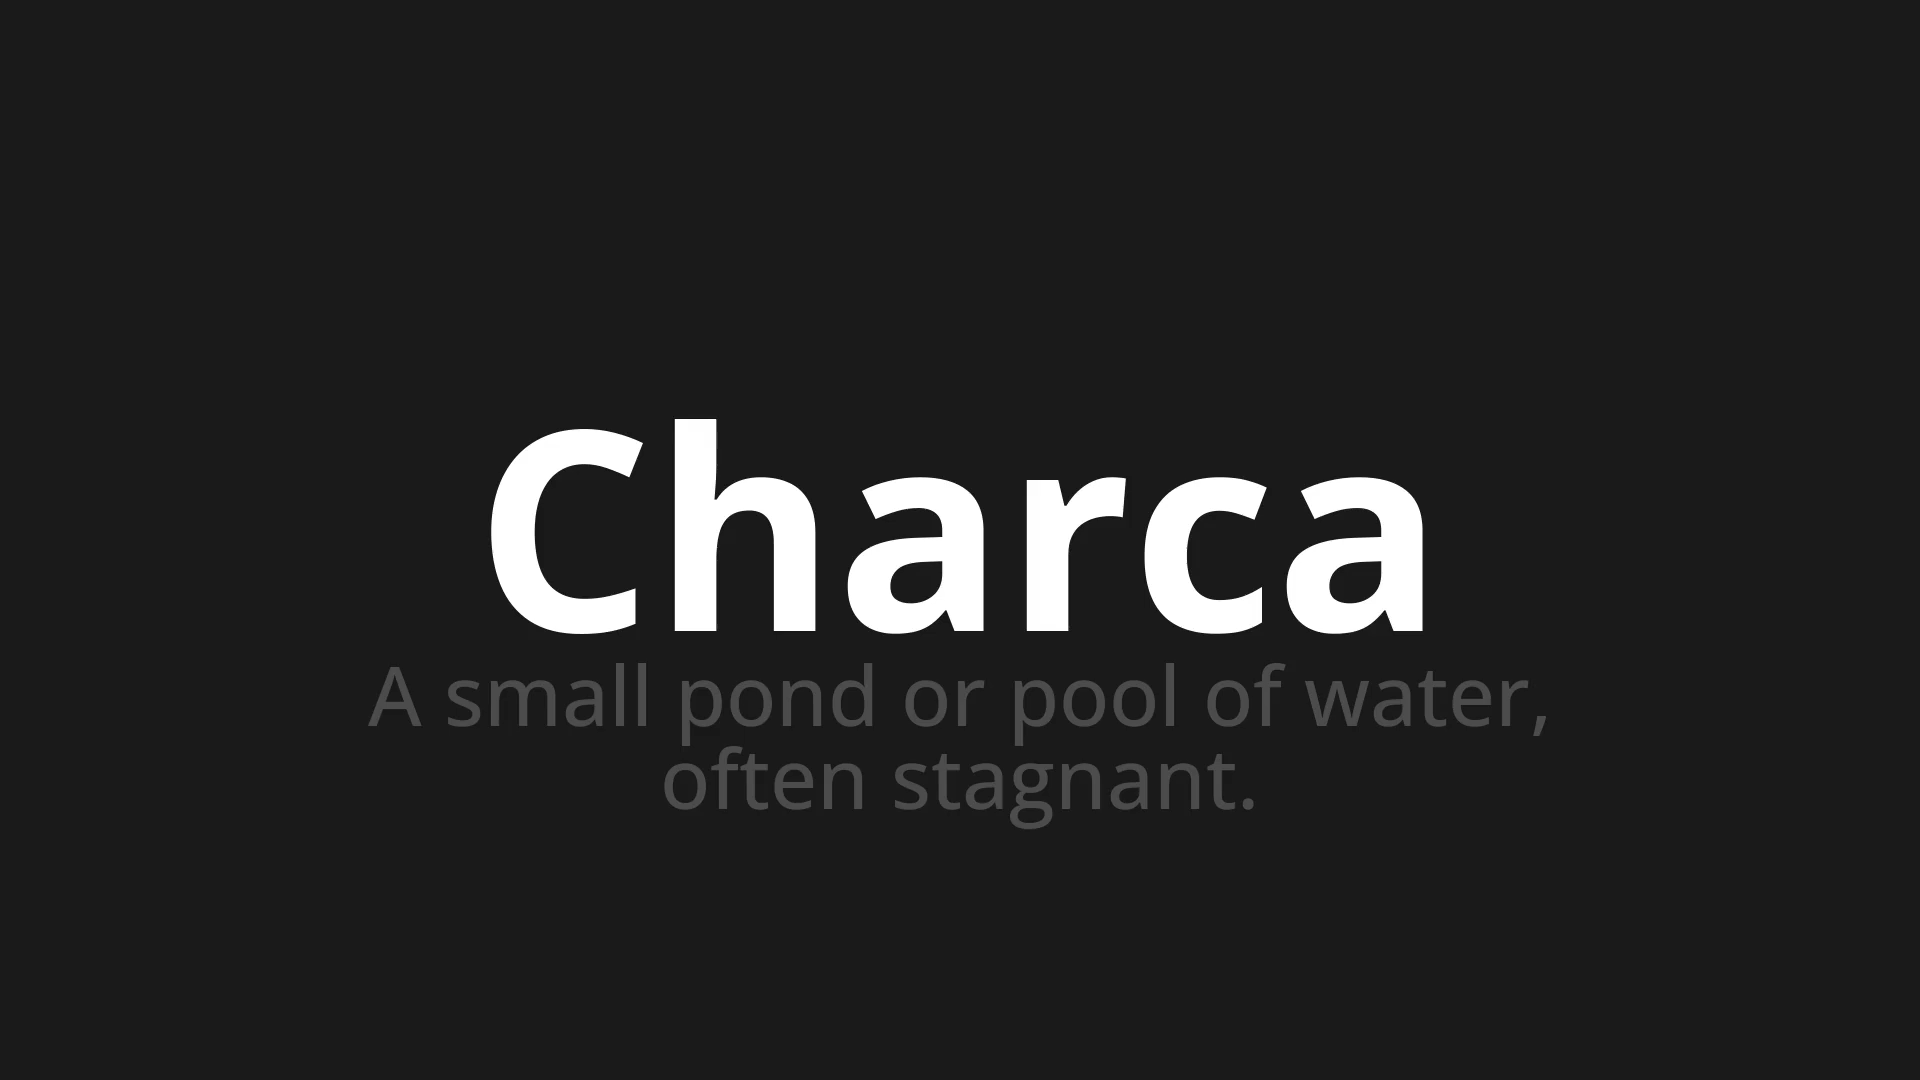 Charca
A small pond or pool of water,
often stagnant.